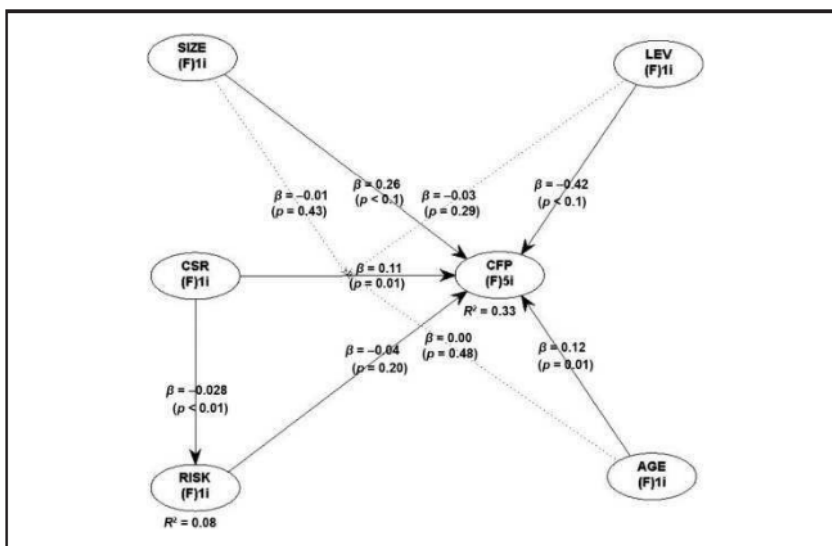 SIZE
(F)1i
LEV
(F)1i
β = –0.01
(p = 0.43)
β = 0.26
(p < 0.1)
β = –0.03
(p = 0.29)
β = –0.42
(p < 0.1)
CSR
(F)1i
β = 0.11
(p = 0.01)
CFP
(F)5i
R² = 0.33
β = –0.04
(p = 0.20)
β = 0.00
(p = 0.48)
β = 0.12
(p = 0.01)
β = –0.028
(p < 0.01)
RISK
(F)1i
R² = 0.08
AGE
(F)1i